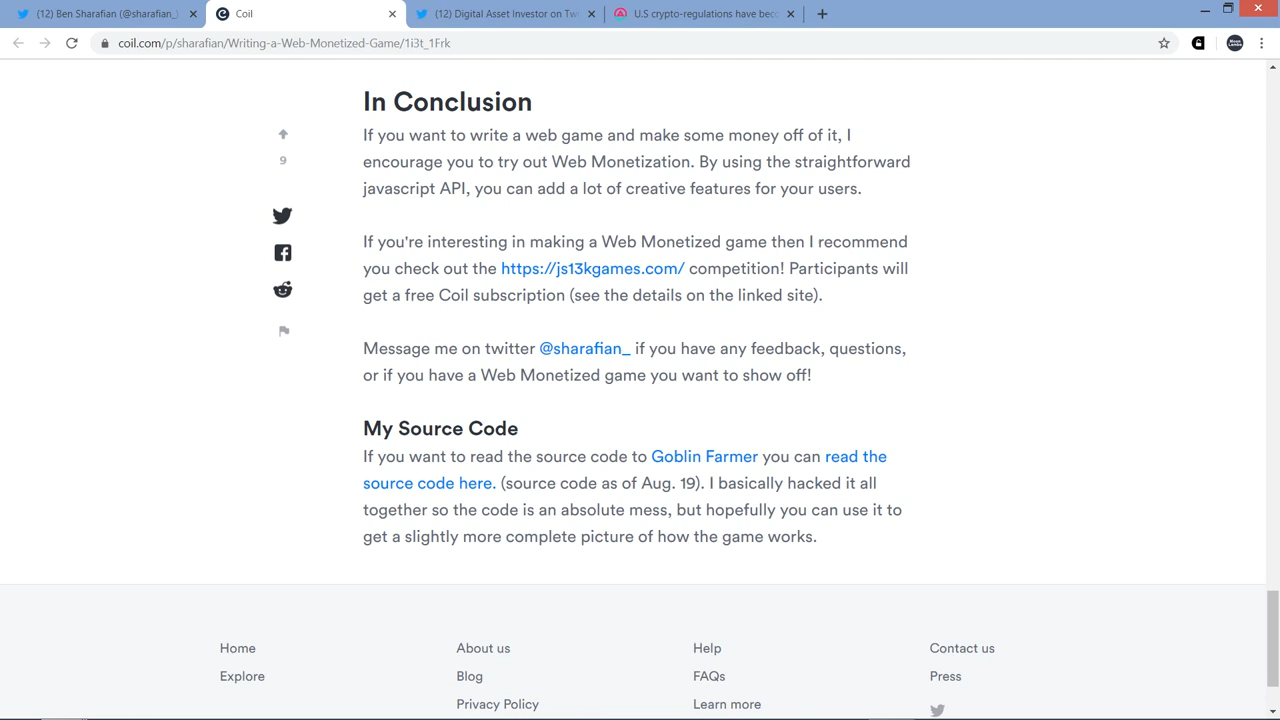 (12) Ben Sharafian (@sharafian_)
Coil
(12) Digital Asset Investor on Tw
U.S crypto-regulations have bec
coil.com/p/sharafian/Writing-a-Web-Monetized-Game/1i3t_1Frk
In Conclusion
If you want to write a web game and make some money off of it, I
encourage you to try out Web Monetization. By using the straightforward
javascript API, you can add a lot of creative features for your users.
9
If you're interesting in making a Web Monetized game then I recommend
you check out the https://js13kgames.com/ competition! Participants will
get a free Coil subscription (see the details on the linked site).
Message me on twitter @sharafian_ if you have any feedback, questions,
or if you have a Web Monetized game you want to show off!
My Source Code
If you want to read the source code to Goblin Farmer you can read the
source code here. (source code as of Aug. 19). I basically hacked it all
together so the code is an absolute mess, but hopefully you can use it to
get a slightly more complete picture of how the game works.
Home About us Help Contact us
Explore Blog FAQs Press
Privacy Policy Learn more